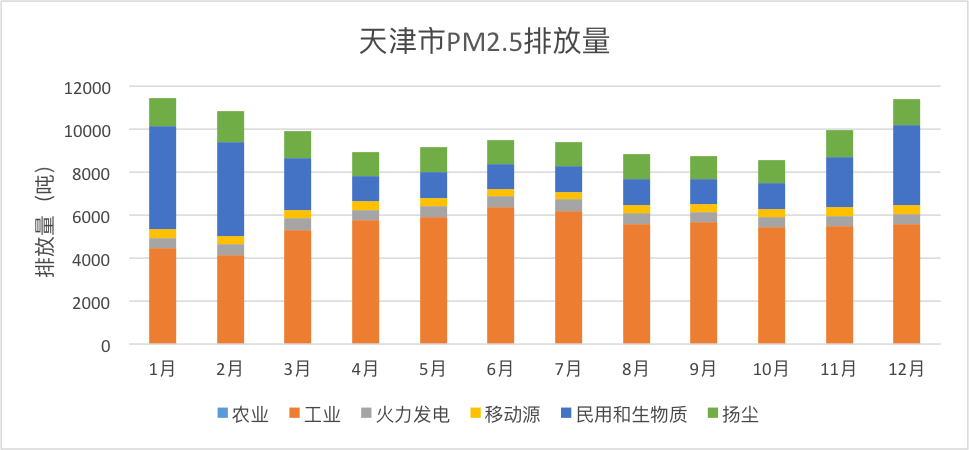 天津市PM2.5排放量
排放量（吨）
12000
10000
8000
6000
4000
2000
0
1月 2月 3月 4月 5月 6月 7月 8月 9月 10月 11月 12月
农业 工业 火力发电 移动源 民用和生物质 扬尘